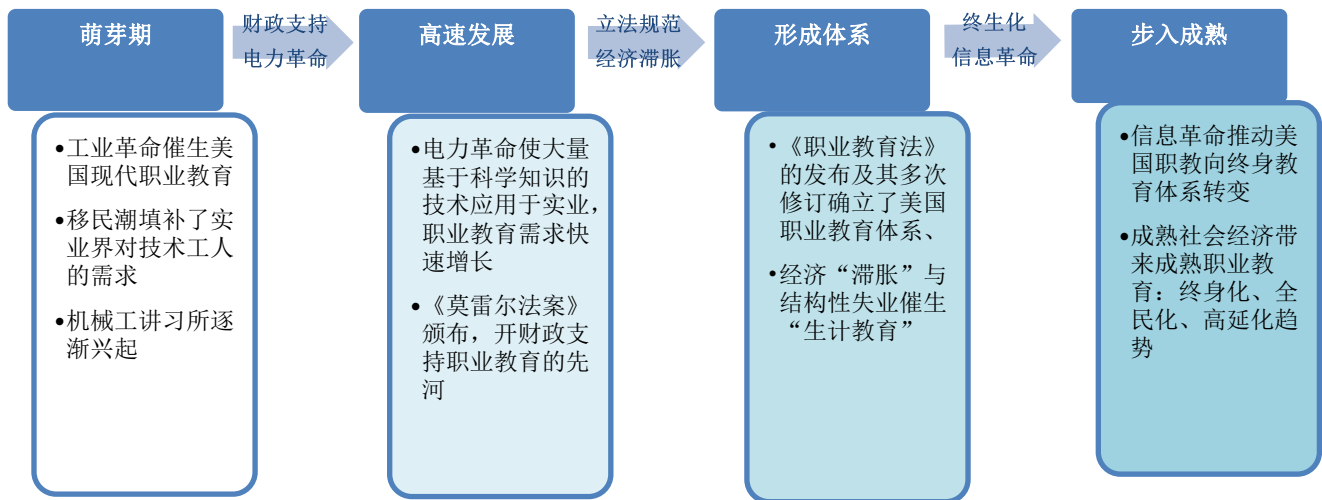 萌芽期
财政支持
电力革命
高速发展
立法规范
经济滞胀
形成体系
终生化
信息革命
步入成熟
•工业革命催生美
国现代职业教育
•移民潮填补了实
业界对技术工人
的需求
•机械工讲习所逐
渐兴起
•电力革命使大量
基于科学知识的
技术应用于实业，
职业教育需求快
速增长
•《莫雷尔法案》
颁布，开财政支
持职业教育的先
河
•《职业教育法》
的发布及其多次
修订确立了美国
职业教育体系、
•经济“滞胀”与
结构性失业催生
“生计教育”
•信息革命推动美
国职教向终身教
育体系转变
•成熟社会经济带
来成熟职业教
育：终身化、全
民化、高延化趋
势